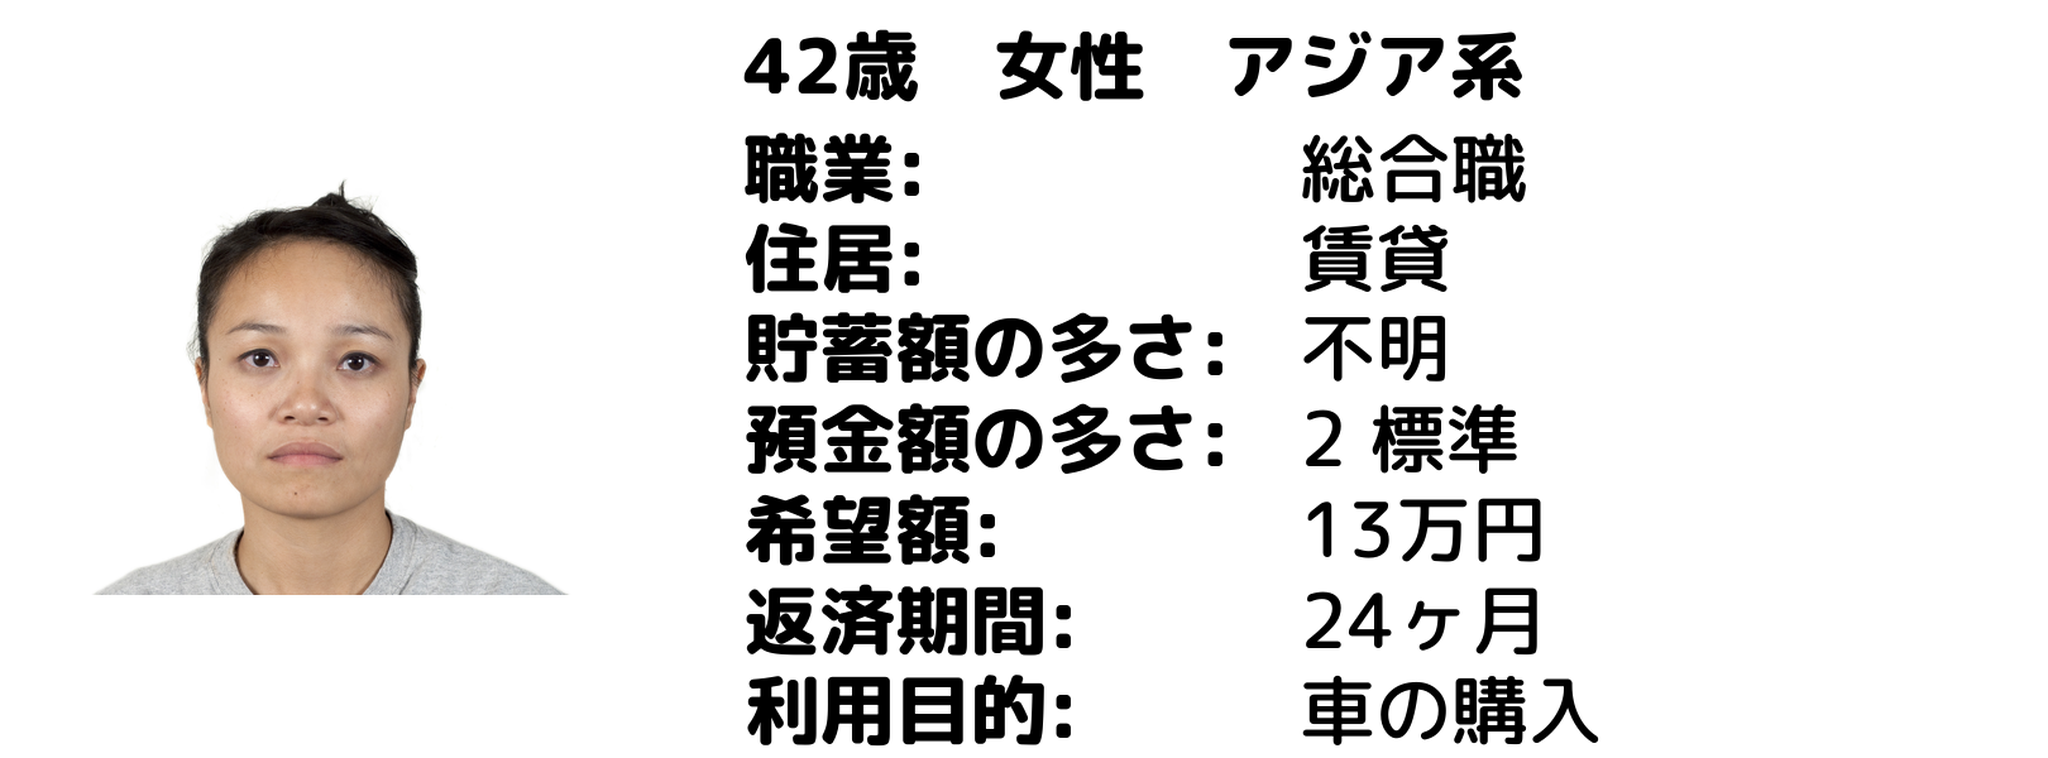 42歳　女性　アジア系
職業: 総合職
住居: 賃貸
貯蓄額の多さ: 不明
預金額の多さ: 2 標準
希望額: 13万円
返済期間: 24ヶ月
利用目的: 車の購入